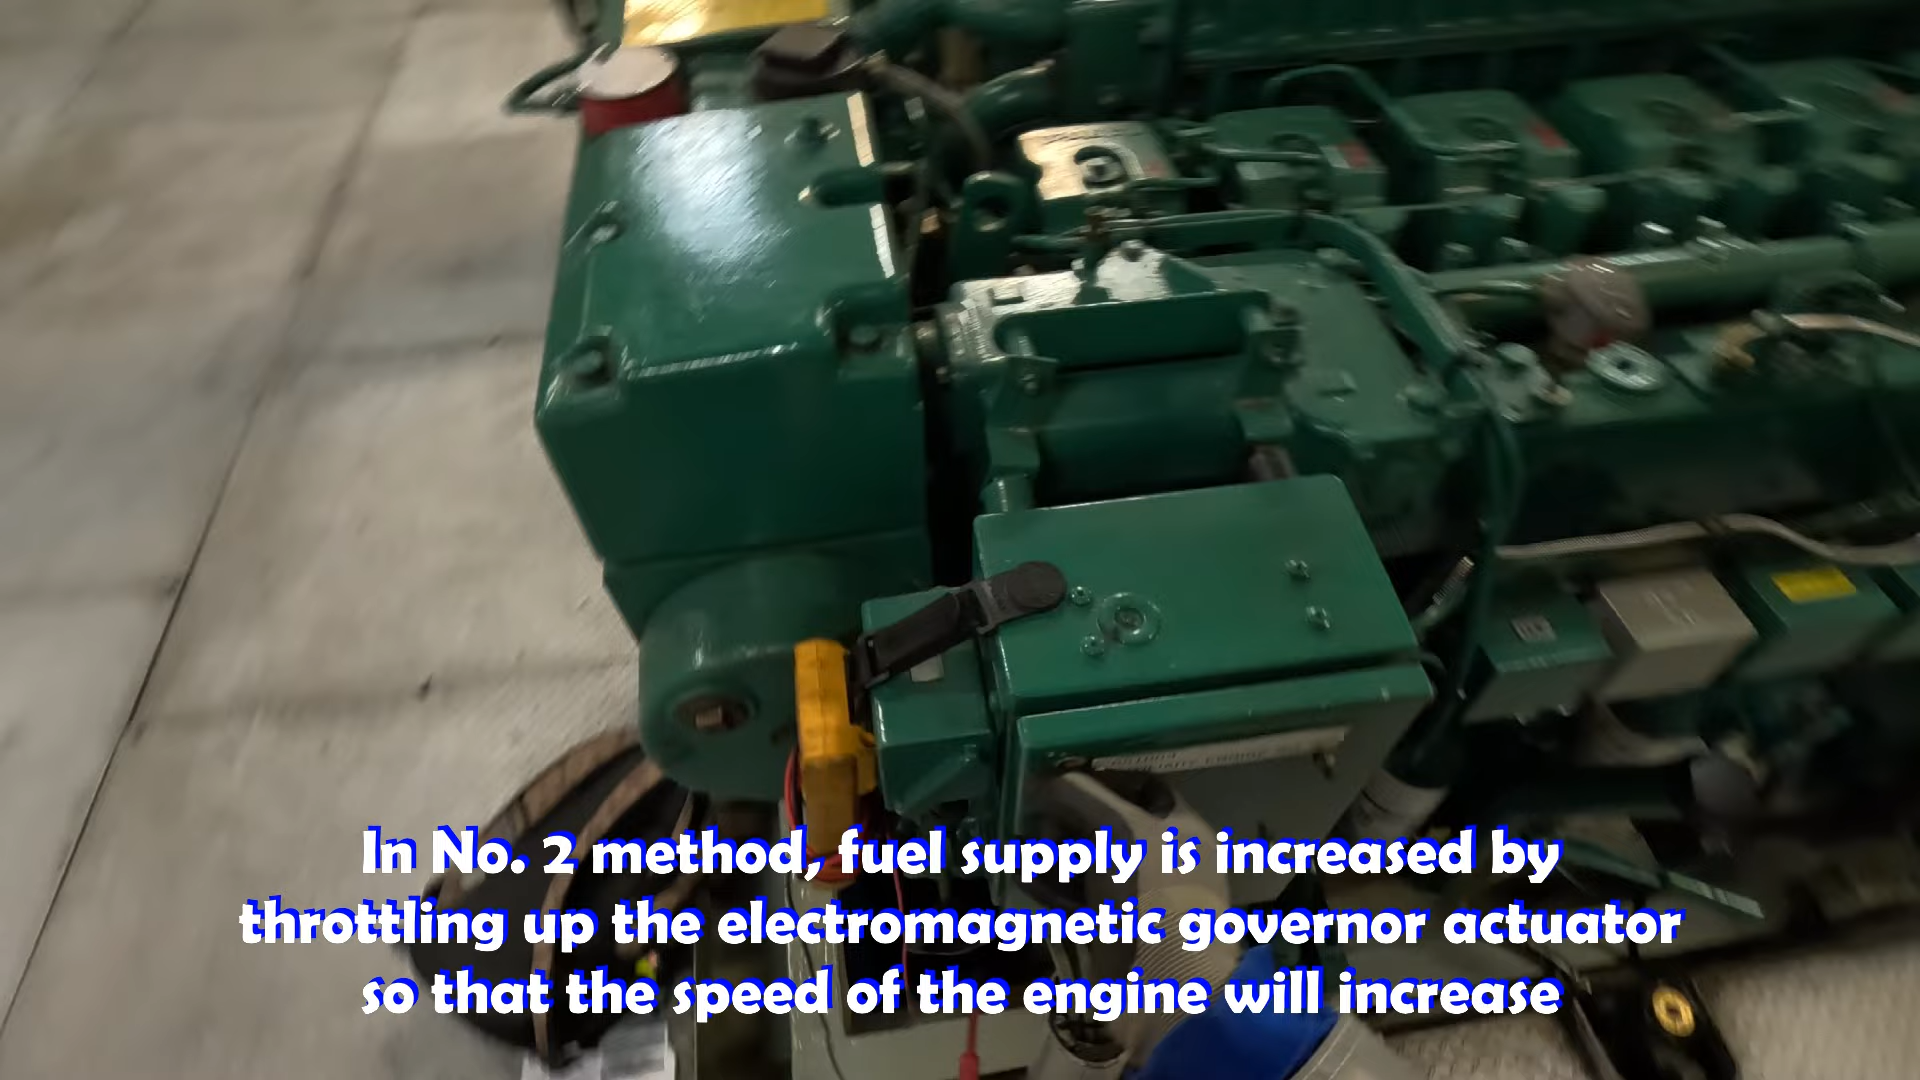 In No. 2 method, fuel supply is increased by
throttling up the electromagnetic governor actuator
so that the speed of the engine will increase